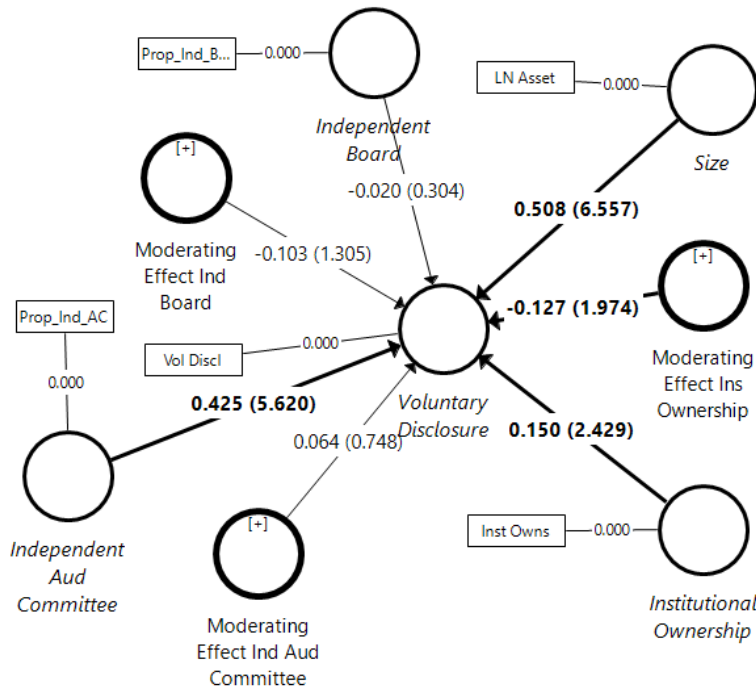 Prop_Ind_B...
0.000
Independent
Board
LN Asset
0.000
Size
[+]
Moderating
Effect Ind
Board
-0.020 (0.304)
-0.103 (1.305)
0.508 (6.557)
[+]
Moderating
Effect Ins
Ownership
-0.127 (1.974)
Prop_Ind_AC
0.000
Vol Discl
0.000
Voluntary
Disclosure
0.425 (5.620)
0.064 (0.748)
0.150 (2.429)
Independent
Aud
Committee
[+]
Moderating
Effect Ind Aud
Committee
Inst Owns
0.000
Institutional
Ownership